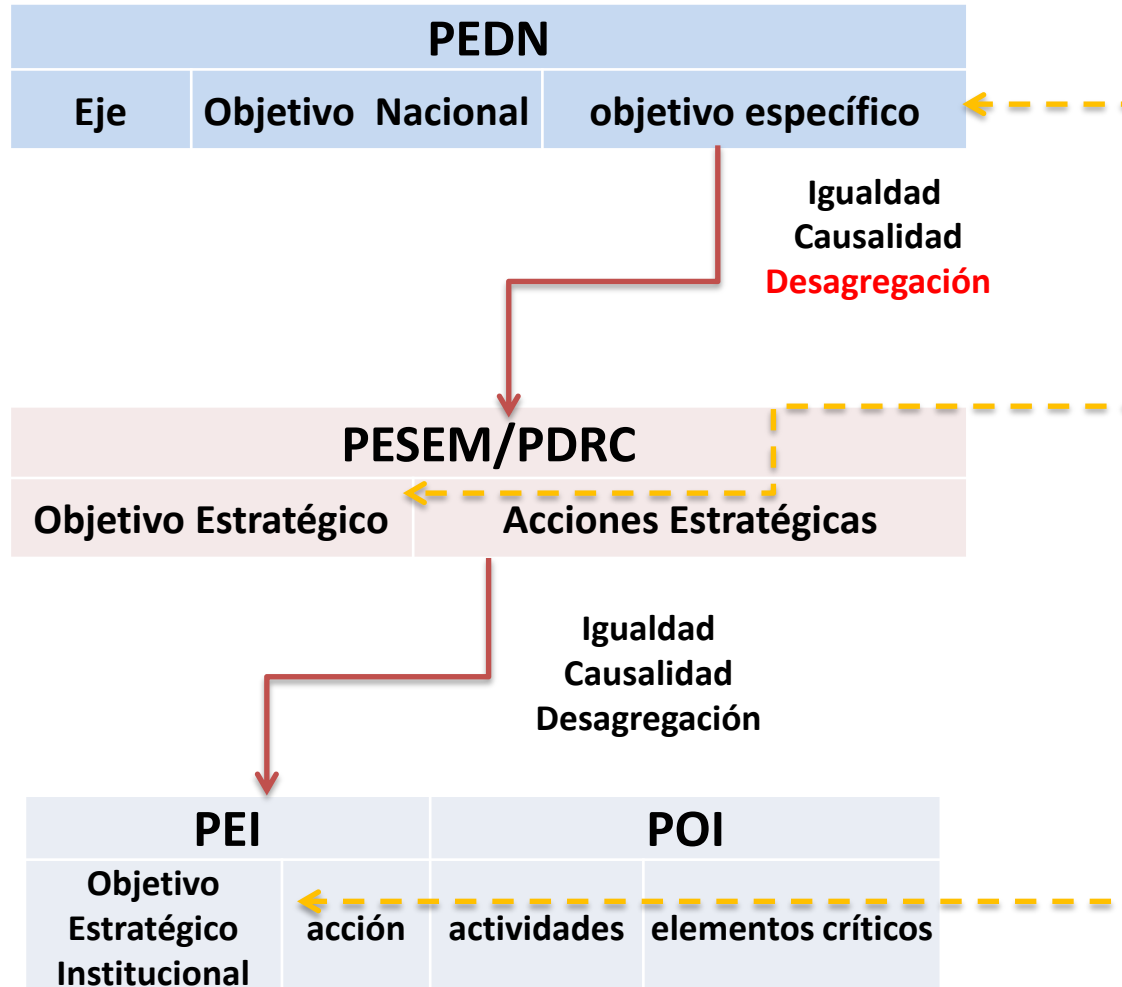 PEDN
Eje Objetivo Nacional objetivo específico
Igualdad
Causalidad
Desagregación
PESEM/PDRC
Objetivo Estratégico Acciones Estratégicas
Igualdad
Causalidad
Desagregación
PEI POI
Objetivo
Estratégico
Institucional
acción actividades elementos críticos